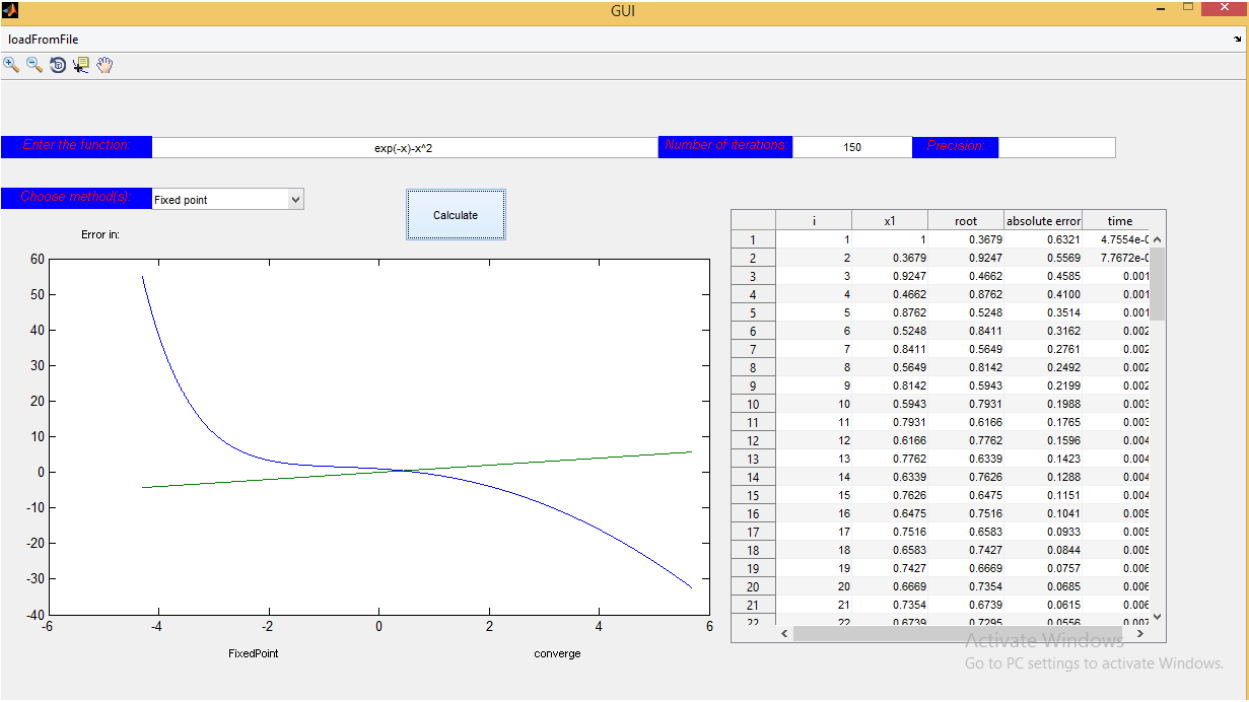 GUI
loadFromFile
Enter the function: exp(-x)-x^2 Number of iterations: 150 Precision:
Choose method(s): Fixed point
Calculate
Error in:
i x1 root absolute error time
1 1 1 0.3679 0.6321
2 2 0.3679 0.9247 0.5569
3 3 0.9247 0.4662 0.4585 0.001
4 4 0.4662 0.8762 0.4100 0.001
5 5 0.8762 0.5248 0.3514 0.001
6 6 0.5248 0.8411 0.3162 0.002
7 7 0.8411 0.5649 0.2761 0.002
8 8 0.5649 0.8142 0.2492 0.002
9 9 0.8142 0.5943 0.2199 0.002
10 10 0.5943 0.7931 0.1988 0.003
11 11 0.7931 0.6166 0.1765 0.003
12 12 0.6166 0.7762 0.1596 0.004
13 13 0.7762 0.6339 0.1423 0.004
14 14 0.6339 0.7626 0.1288 0.004
15 15 0.7626 0.6475 0.1151 0.004
16 16 0.6475 0.7516 0.1041 0.005
17 17 0.7516 0.6583 0.0933 0.005
18 18 0.6583 0.7427 0.0844 0.005
19 19 0.7427 0.6669 0.0757 0.006
20 20 0.6669 0.7354 0.0685 0.006
21 21 0.7354 0.6739 0.0615 0.006
22 22 0.6739 0.7295 0.0556 0.007
60
50
40
30
20
10
0
-10
-20
-30
-40
-6 -4 -2 0 2 4 6
FixedPoint converge
Activate Windows
Go to PC settings to activate Windows.